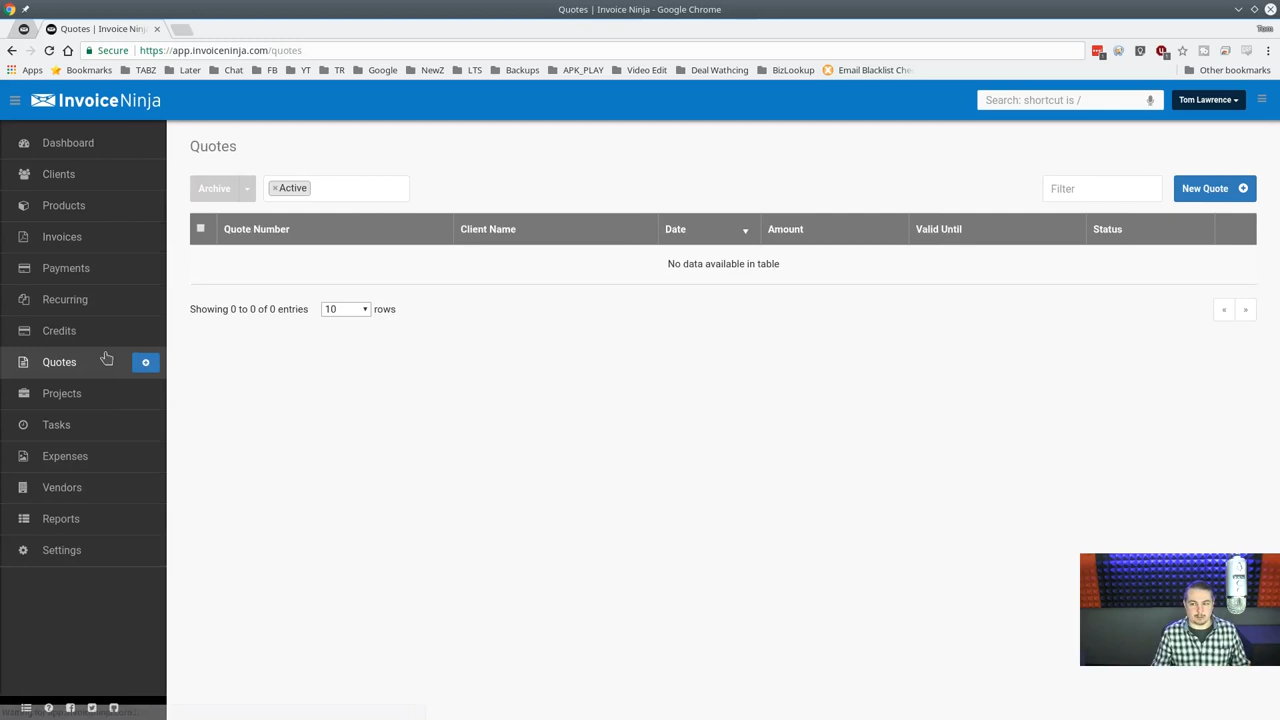 Quotes | Invoice Ninja - Google Chrome
Quotes | Invoice Ninj
Tom
Secure
https://app.invoiceninja.com/quotes
Apps
Bookmarks
TABZ
Later
Chat
FB
YT
TR
Google
NewZ
LTS
Backups
APK_PLAY
Video Edit
Deal Wathcing
BizLookup
Email Blacklist Che
Other bookmarks
InvoiceNinja
Search: shortcut is /
Tom Lawrence
Dashboard
Clients
Products
Invoices
Payments
Recurring
Credits
Quotes
Projects
Tasks
Expenses
Vendors
Reports
Settings
Quotes
Archive
× Active
Filter
New Quote
Quote Number
Client Name
Date
Amount
Valid Until
Status
No data available in table
Showing 0 to 0 of 0 entries
10
rows
«
»